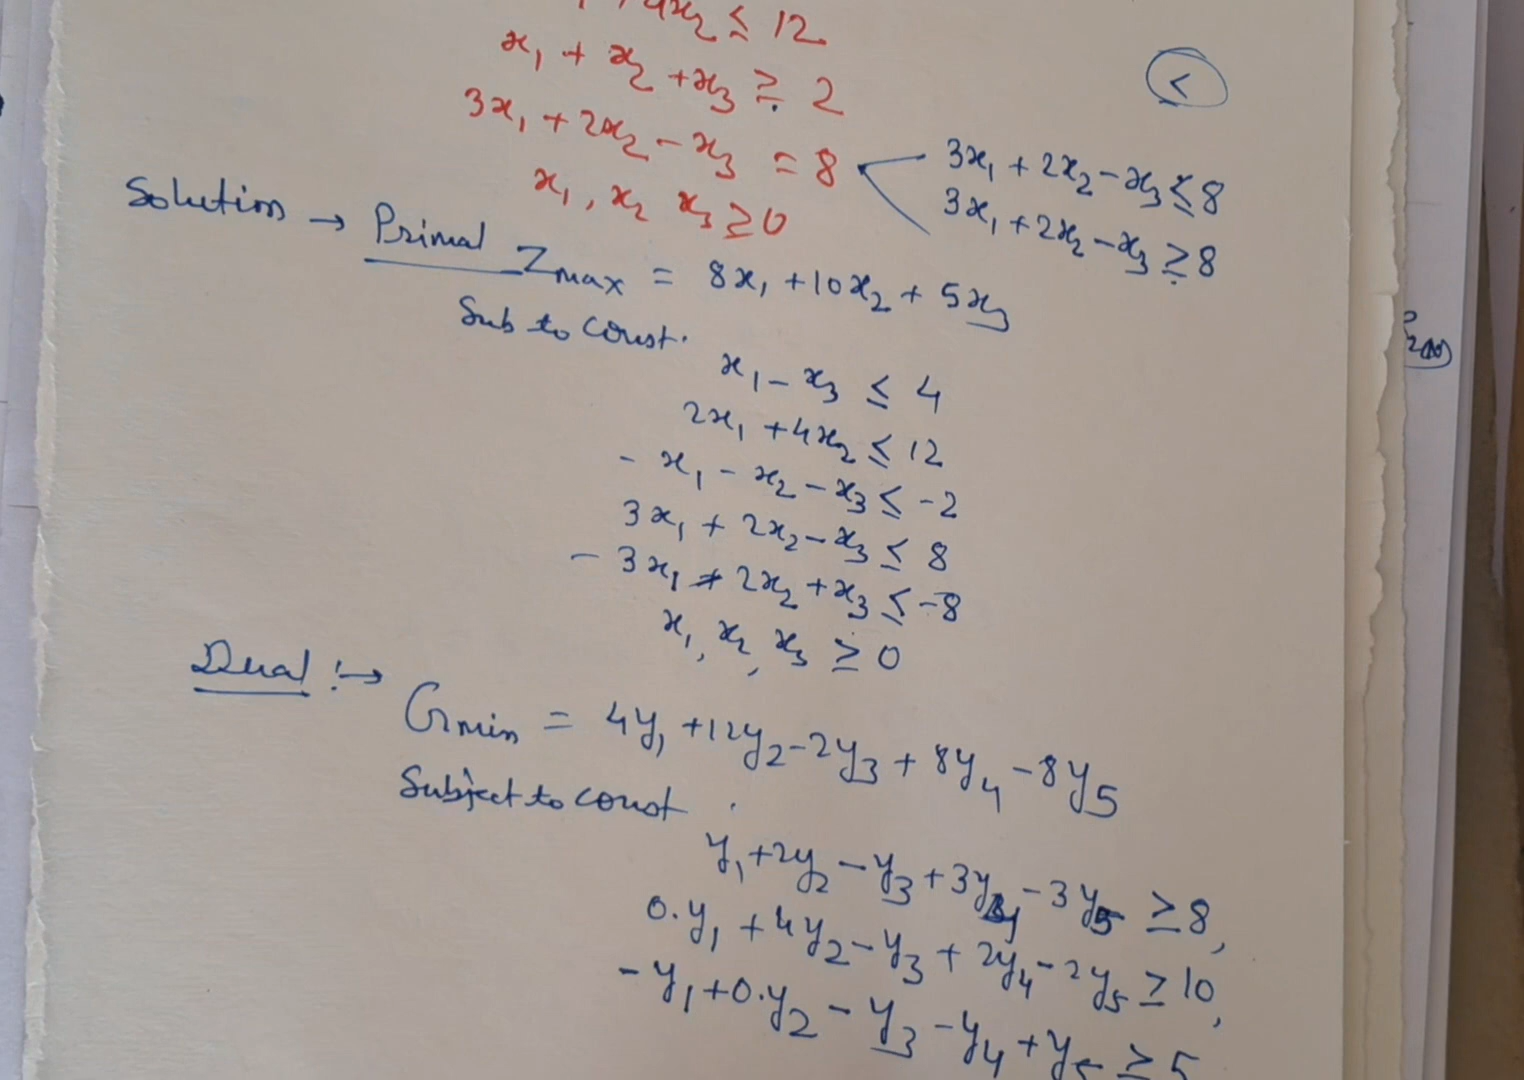 4x₂ ≤ 12
x₁ + x₂ + x₃ ≥ 2
<
3x₁ + 2x₂ - x₃ = 8
3x₁ + 2x₂ - x₃ ≤ 8
3x₁ + 2x₂ - x₃ ≥ 8
x₁, x₂ x₃ ≥ 0
Solution → Primal Zmax = 8x₁ + 10x₂ + 5x₃
Sub to const.
x₁ - x₃ ≤ 4
2x₁ + 4x₂ ≤ 12
- x₁ - x₂ - x₃ ≤ -2
3x₁ + 2x₂ - x₃ ≤ 8
- 3x₁ - 2x₂ + x₃ ≤ -8
x₁, x₂, x₃ ≥ 0
Dual :→
Gmin = 4y₁ + 12y₂ - 2y₃ + 8y₄ - 8y₅
Subject to const
y₁ + 2y₂ - y₃ + 3y₄ - 3y₅ ≥ 8,
0.y₁ + 4y₂ - y₃ + 2y₄ - 2y₅ ≥ 10,
- y₁ + 0.y₂ - y₃ - y₄ + y₅ ≥ 5